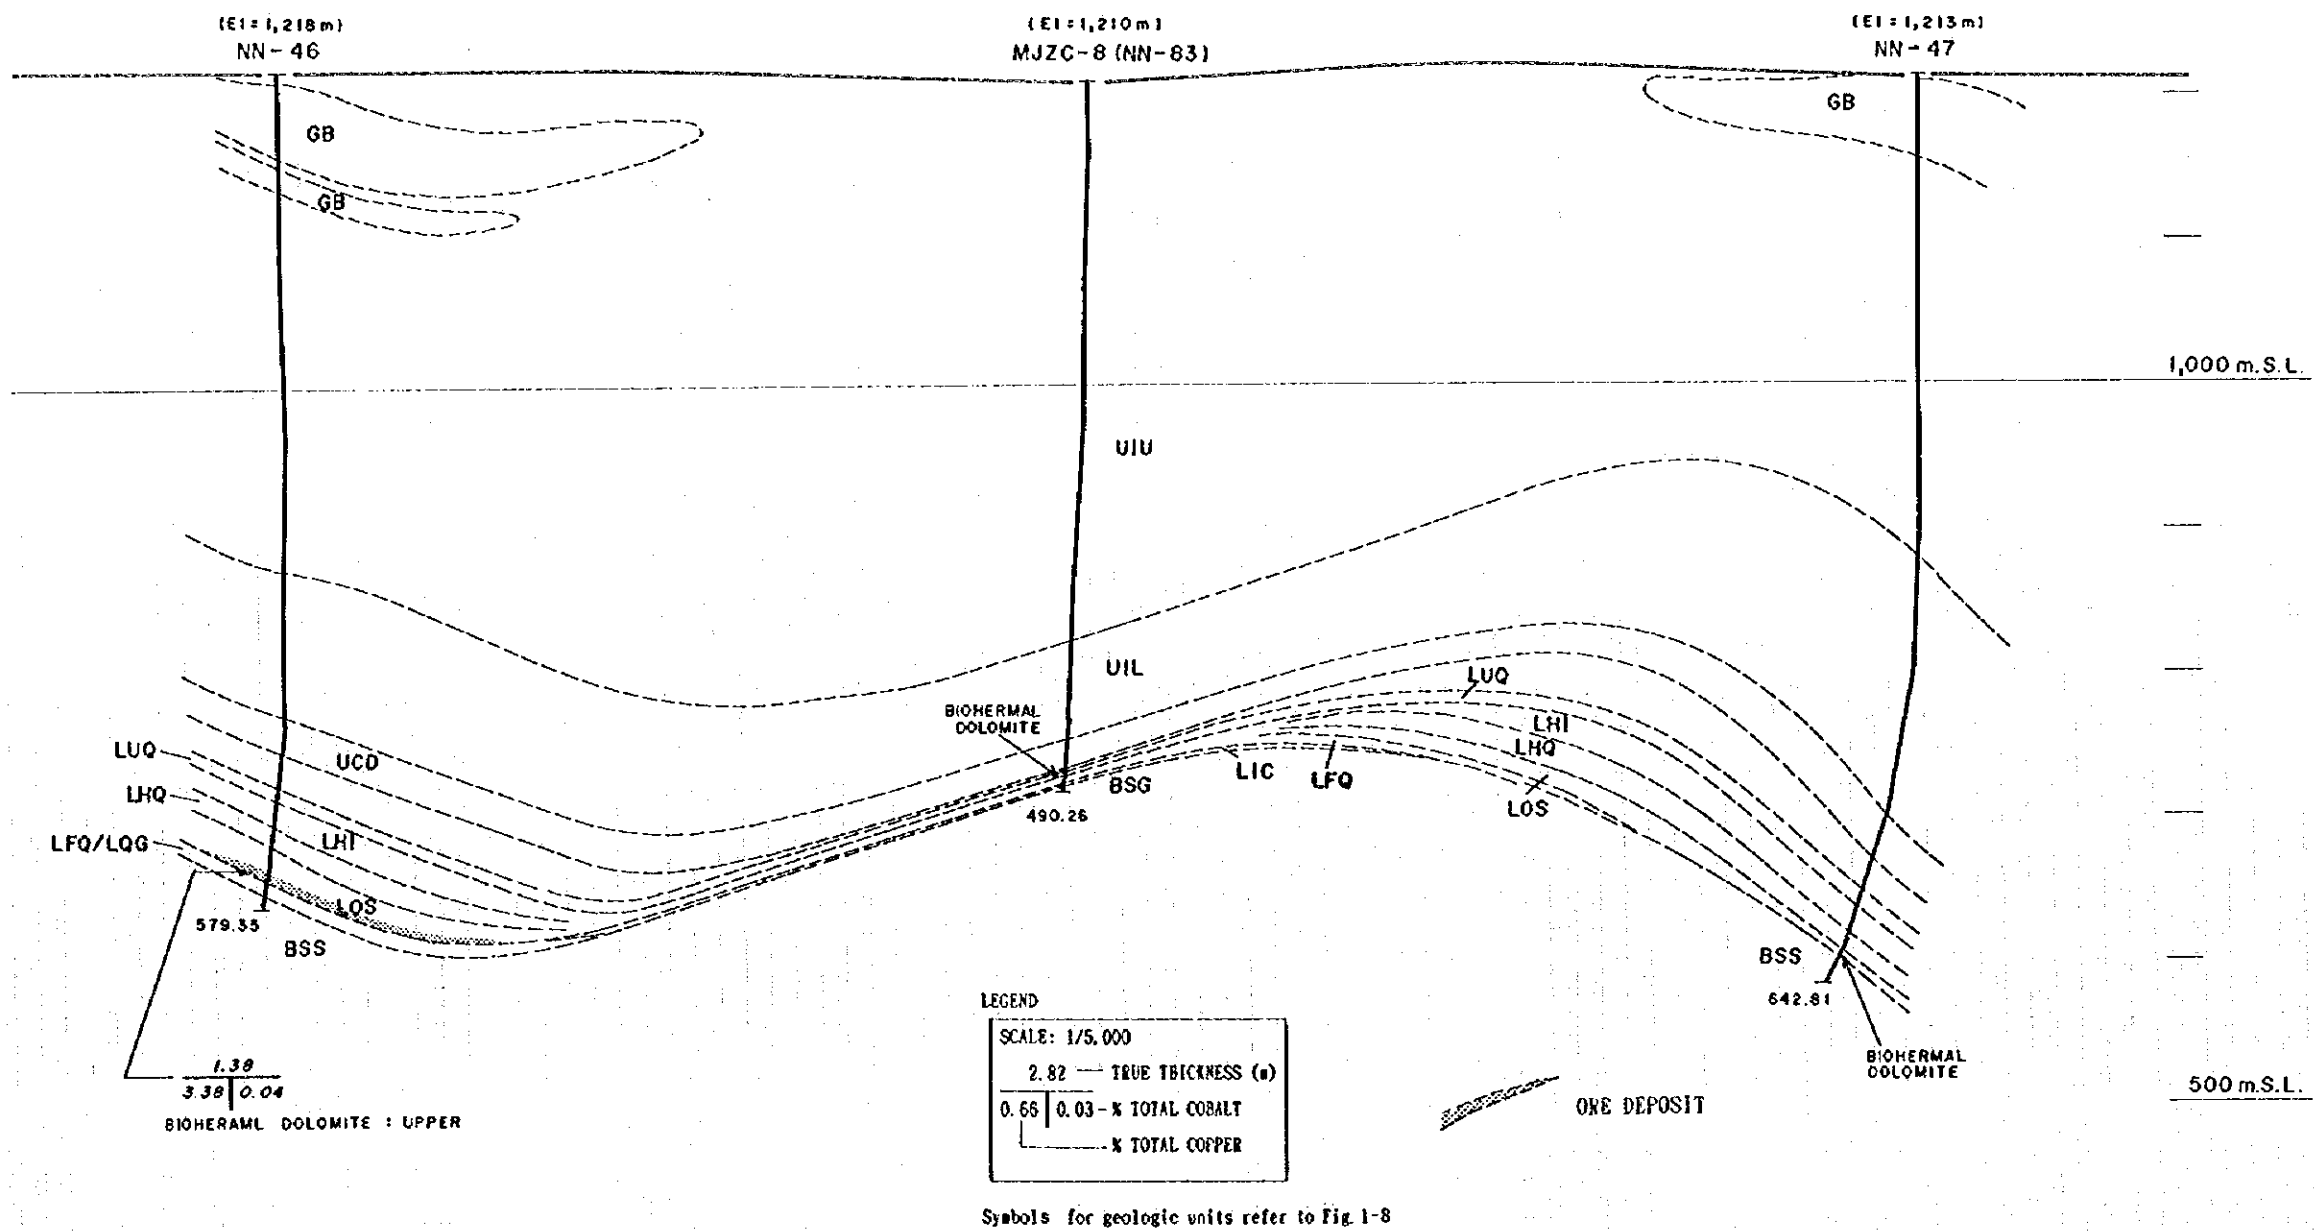 (El=1,218m)
NN-46
(El=1,210m)
MJZC-8 (NN-83)
(El=1,213m)
NN-47
GB
GB
GB
1,000 m.S.L.
UIU
UIL
BIOHERMAL
DOLOMITE
LUQ
LUQ
UCD
LHI
LHQ
LHQ
BSG
LIC
LFQ
LOS
490.26
LFQ/LQG
LHI
LOS
579.35
BSS
BSS
642.81
BIOHERMAL
DOLOMITE
1.38
3.38 0.04
BIOHERAML DOLOMITE : UPPER
LEGEND
SCALE: 1/5,000
2.82 — TRUE TBICKNESS (m)
0.66 0.03 - % TOTAL COBALT
% TOTAL COPPER
ORE DEPOSIT
500 m.S.L.
Symbols for geologic units refer to Fig. 1-8